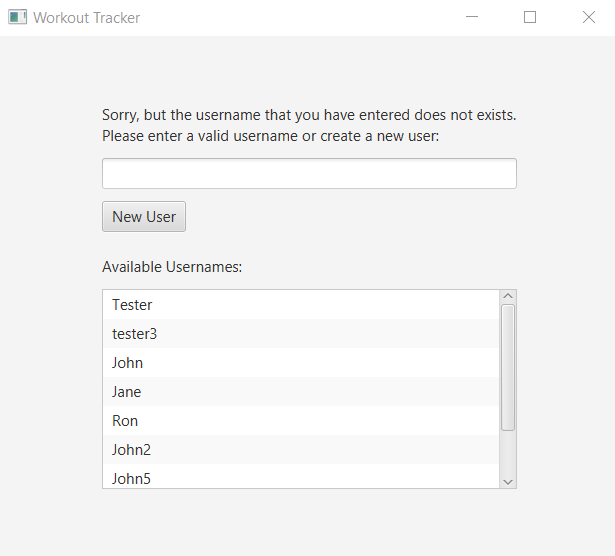 Workout Tracker
Sorry, but the username that you have entered does not exists.
Please enter a valid username or create a new user:
New User
Available Usernames:
Tester
tester3
John
Jane
Ron
John2
John5